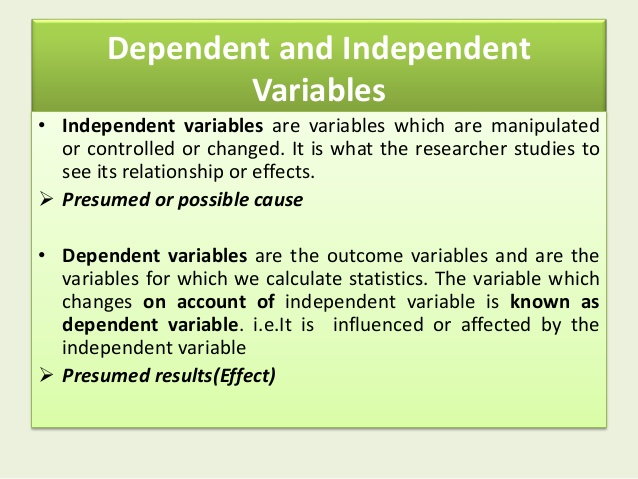 Dependent and Independent
Variables
• Independent variables are variables which are manipulated
or controlled or changed. It is what the researcher studies to
see its relationship or effects.
➢ Presumed or possible cause
• Dependent variables are the outcome variables and are the
variables for which we calculate statistics. The variable which
changes on account of independent variable is known as
dependent variable. i.e.It is influenced or affected by the
independent variable
➢ Presumed results(Effect)